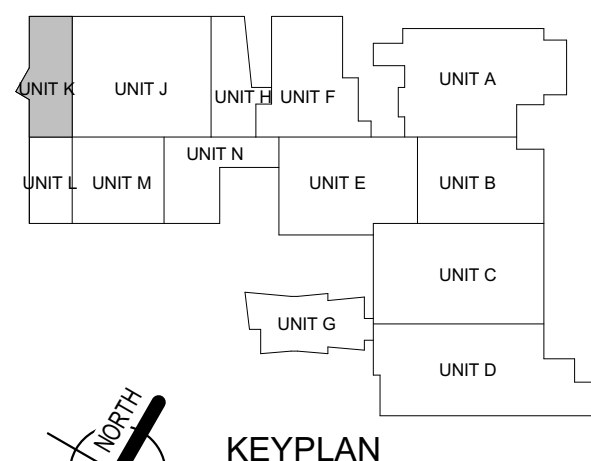 UNIT A
UNIT K
UNIT J
UNIT H
UNIT F
UNIT N
UNIT L
UNIT M
UNIT E
UNIT B
UNIT C
UNIT G
UNIT D
NORTH
KEYPLAN